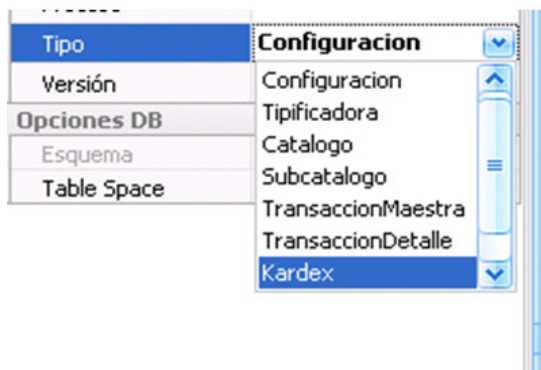 Tipo Configuracion
Versión Configuracion
Tipificadora
Opciones DB
Catalogo
Esquema
Subcatalogo
Table Space
TransaccionMaestra
TransaccionDetalle
Kardex